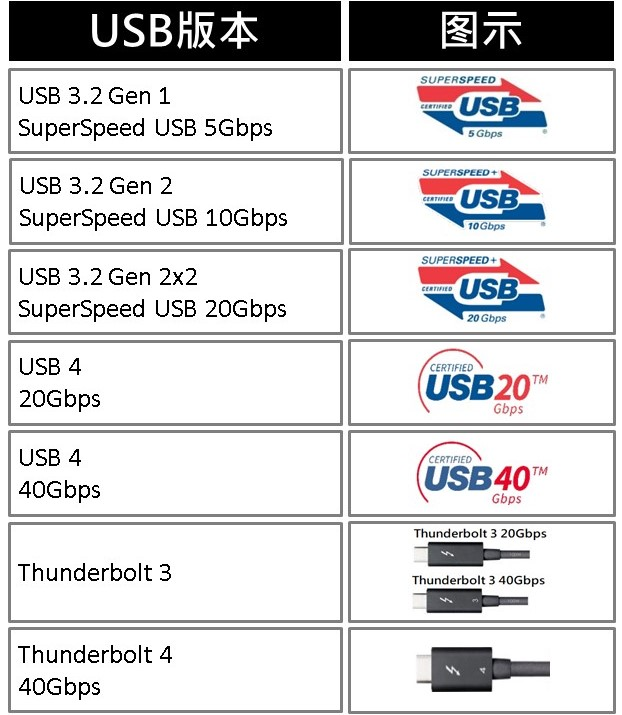 USB版本
图示
USB 3.2 Gen 1
SuperSpeed USB 5Gbps
SUPERSPEED
CERTIFIED USB
5 Gbps
USB 3.2 Gen 2
SuperSpeed USB 10Gbps
SUPERSPEED+
CERTIFIED USB
10 Gbps
USB 3.2 Gen 2x2
SuperSpeed USB 20Gbps
SUPERSPEED+
CERTIFIED USB
20 Gbps
USB 4
20Gbps
CERTIFIED
USB20™
Gbps
USB 4
40Gbps
CERTIFIED
USB40™
Gbps
Thunderbolt 3
Thunderbolt 3 20Gbps
Thunderbolt 3 40Gbps
3
Thunderbolt 4
40Gbps
4